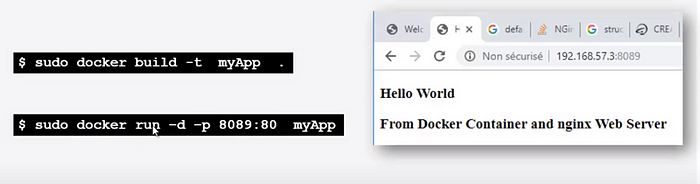 $ sudo docker build -t myApp .
$ sudo docker run -d -p 8089:80 myApp
Welc
H
defa
NGir
struc
CRE
Non sécurisé
192.168.57.3:8089
Hello World
From Docker Container and nginx Web Server